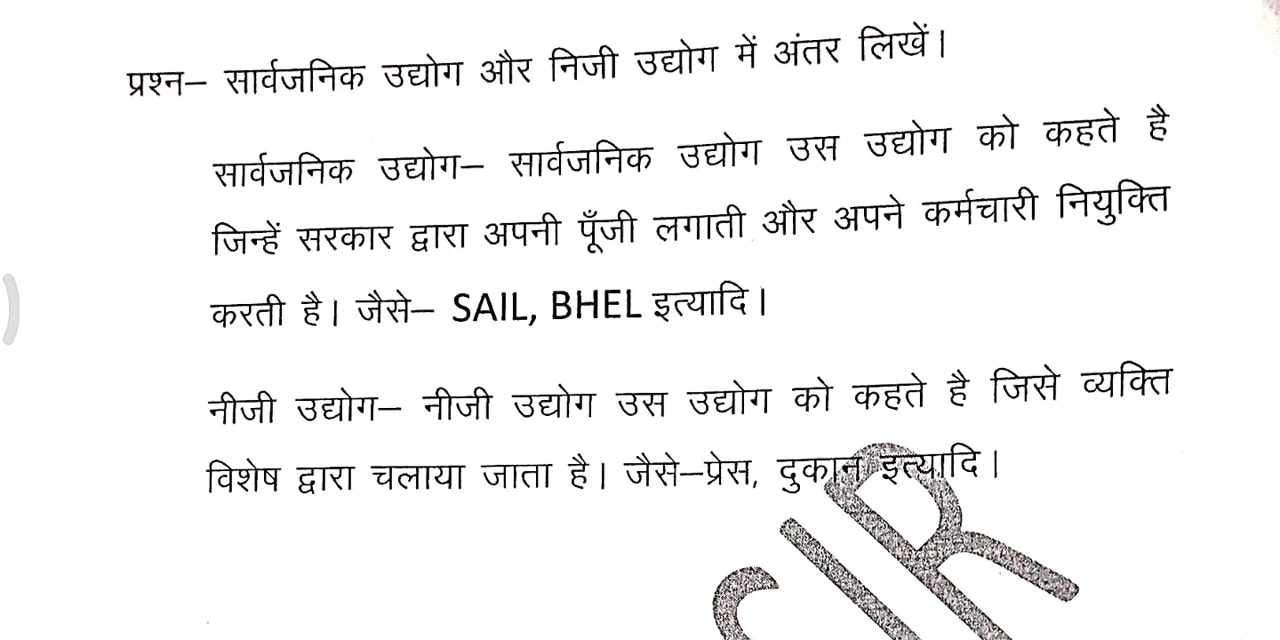 प्रश्न– सार्वजनिक उद्योग और निजी उद्योग में अंतर लिखें।
सार्वजनिक उद्योग– सार्वजनिक उद्योग उस उद्योग को कहते है
जिन्हें सरकार द्वारा अपनी पूँजी लगाती और अपने कर्मचारी नियुक्ति
करती है। जैसे– SAIL, BHEL इत्यादि।
नीजी उद्योग– नीजी उद्योग उस उद्योग को कहते है जिसे व्यक्ति
विशेष द्वारा चलाया जाता है। जैसे–प्रेस, दुकान इत्यादि।
SIR